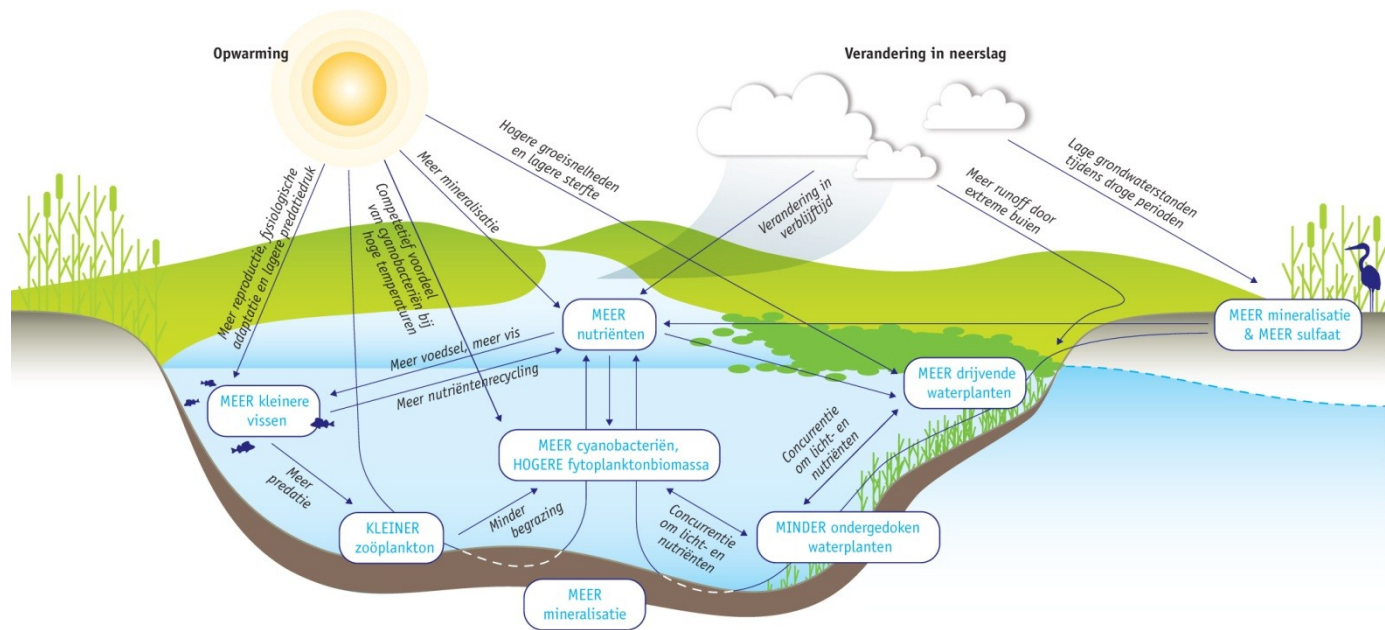 Opwarming
Verandering in neerslag
Meer reproductie, fysiologische
adaptatie en lagere predatiedruk
Competetief voordeel
van cyanobacteriën bij
hoge temperaturen
Meer mineralisatie
Hogere groeisnelheden
en lagere sterfte
Verandering in
verblijftijd
Meer runoff door
extreme buien
Lage grondwaterstanden
tijdens droge perioden
MEER
nutriënten
MEER mineralisatie
& MEER sulfaat
Meer voedsel, meer vis
Meer nutriëntenrecycling
MEER kleinere
vissen
MEER drijvende
waterplanten
MEER cyanobacteriën,
HOGERE fytoplanktonbiomassa
Concurrentie
om licht- en
nutriënten
Meer
predatie
KLEINER
zoöplankton
Minder
begrazing
Concurrentie
om licht- en
nutriënten
MINDER ondergedoken
waterplanten
MEER
mineralisatie